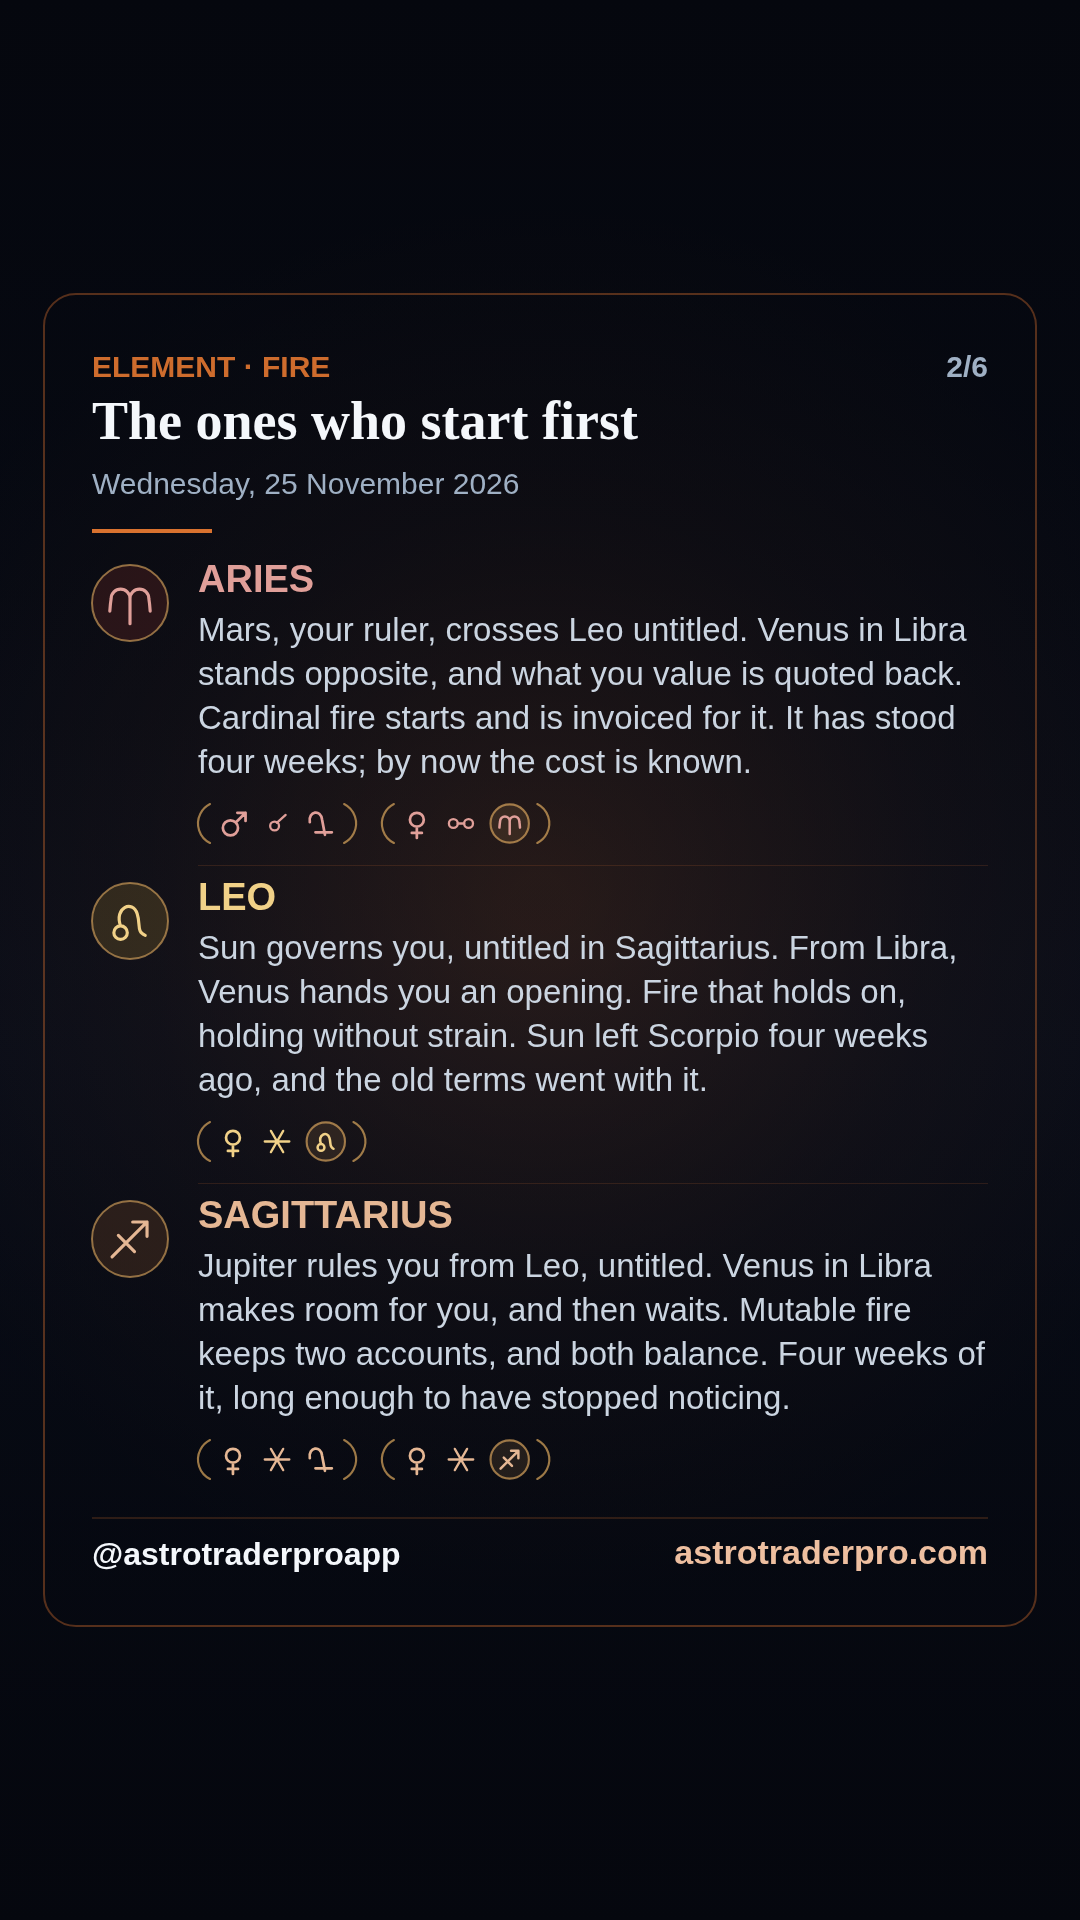 ELEMENT · FIRE
2/6
The ones who start first
Wednesday, 25 November 2026
ARIES
Mars, your ruler, crosses Leo untitled. Venus in Libra
stands opposite, and what you value is quoted back.
Cardinal fire starts and is invoiced for it. It has stood
four weeks; by now the cost is known.
LEO
Sun governs you, untitled in Sagittarius. From Libra,
Venus hands you an opening. Fire that holds on,
holding without strain. Sun left Scorpio four weeks
ago, and the old terms went with it.
SAGITTARIUS
Jupiter rules you from Leo, untitled. Venus in Libra
makes room for you, and then waits. Mutable fire
keeps two accounts, and both balance. Four weeks of
it, long enough to have stopped noticing.
@astrotraderproapp
astrotraderpro.com